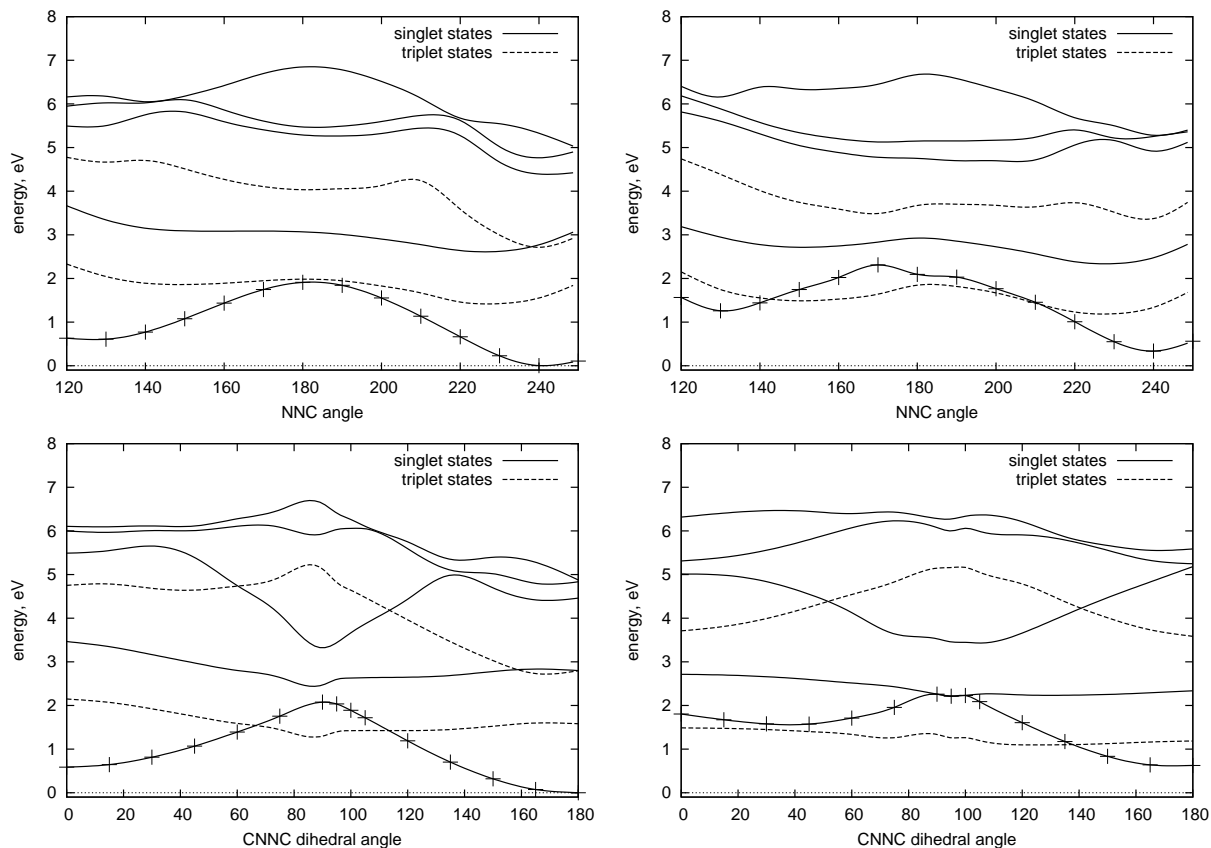 singlet states
triplet states
energy, eV
8
7
6
5
4
3
2
1
0
120 140 160 180 200 220 240
NNC angle
singlet states
triplet states
energy, eV
8
7
6
5
4
3
2
1
0
120 140 160 180 200 220 240
NNC angle
singlet states
triplet states
energy, eV
8
7
6
5
4
3
2
1
0
0 20 40 60 80 100 120 140 160 180
CNNC dihedral angle
singlet states
triplet states
energy, eV
8
7
6
5
4
3
2
1
0
0 20 40 60 80 100 120 140 160 180
CNNC dihedral angle